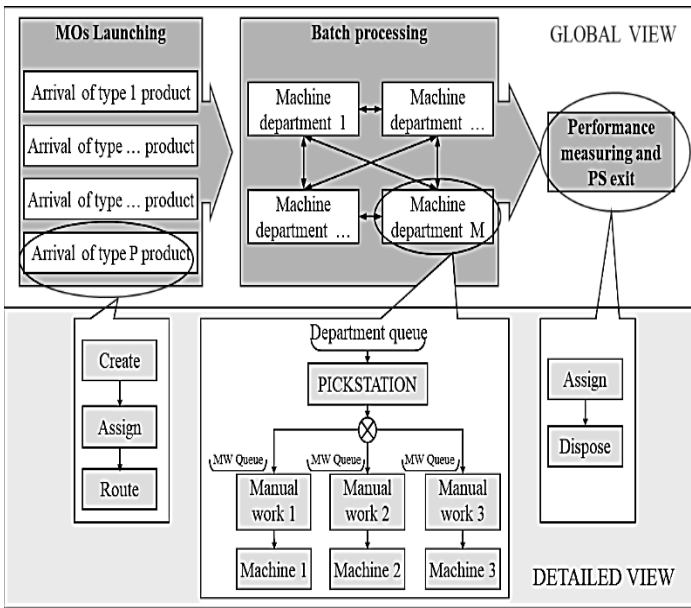 MOs Launching
Arrival of type 1 product
Arrival of type ... product
Arrival of type ... product
Arrival of type P product
Batch processing
Machine
department 1
Machine
department ...
Machine
department ...
Machine
department M
GLOBAL VIEW
Performance
measuring and
PS exit
Create
Assign
Route
Department queue
PICKSTATION
MW Queue
MW Queue
MW Queue
Manual
work 1
Manual
work 2
Manual
work 3
Machine 1
Machine 2
Machine 3
Assign
Dispose
DETAILED VIEW